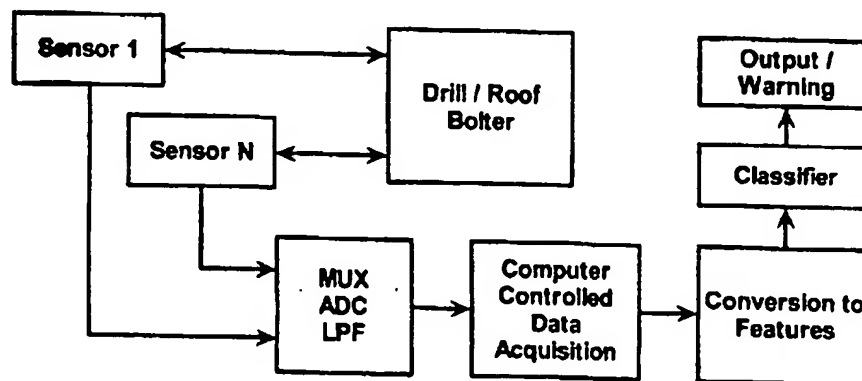 Sensor 1
Drill / Roof
Bolter
Output /
Warning
Sensor N
Classifier
MUX
ADC
LPF
Computer
Controlled
Data
Acquisition
Conversion to
Features